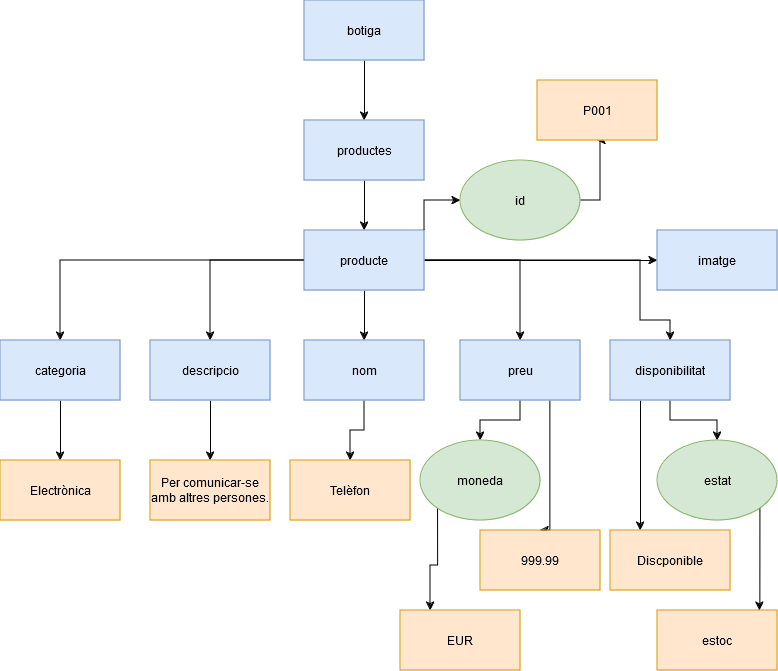 botiga
P001
productes
id
producte
imatge
categoria
descripcio
nom
preu
disponibilitat
Electrònica
Per comunicar-se
amb altres persones.
Telèfon
moneda
estat
999.99
Discponible
EUR
estoc